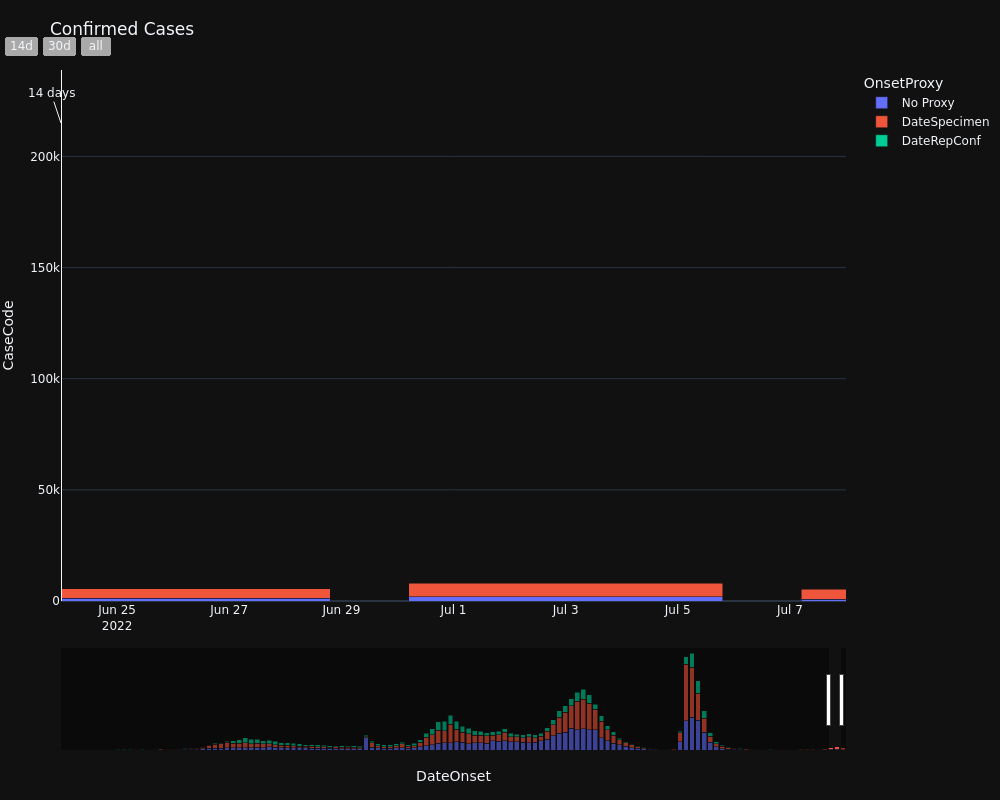 Confirmed Cases
14d
30d
all
14 days
OnsetProxy
No Proxy
DateSpecimen
DateRepConf
200k
150k
100k
50k
0
CaseCode
Jun 25
2022
Jun 27
Jun 29
Jul 1
Jul 3
Jul 5
Jul 7
DateOnset